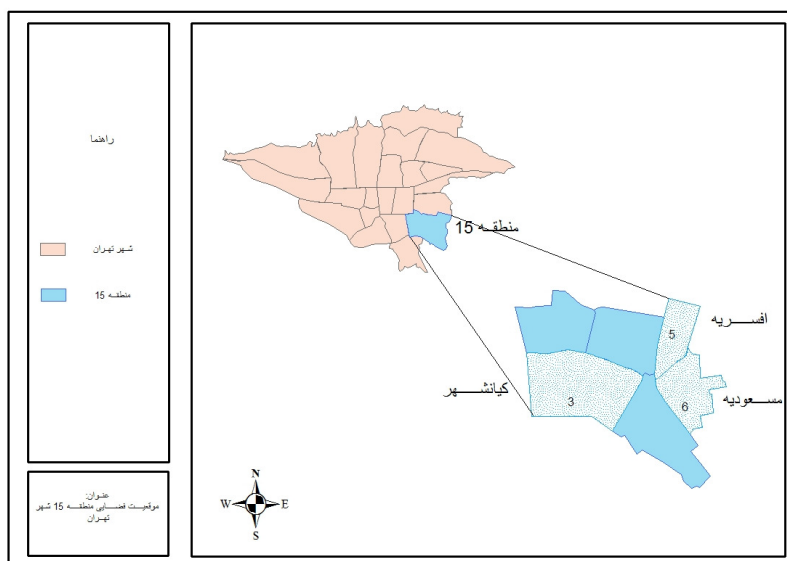 راهنما
شهر تهران
منطقه 15
عنوان:
موقعیت فضایی منطقه 15 شهر
تهران
منطقه 15
افسریه
5
کیانشهر
3
مسعودیه
6
N
W
E
S